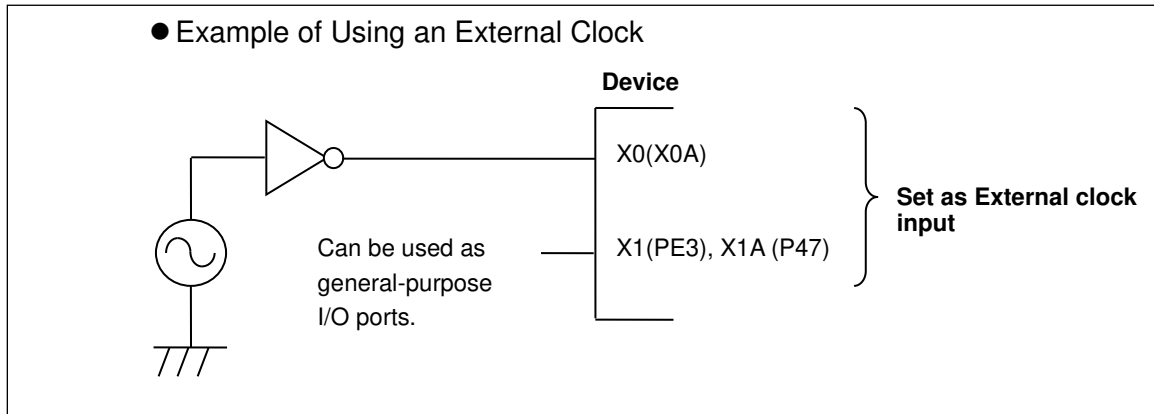 ● Example of Using an External Clock
Device
X0(X0A)
Set as External clock
input
Can be used as
general-purpose
I/O ports.
X1(PE3), X1A (P47)